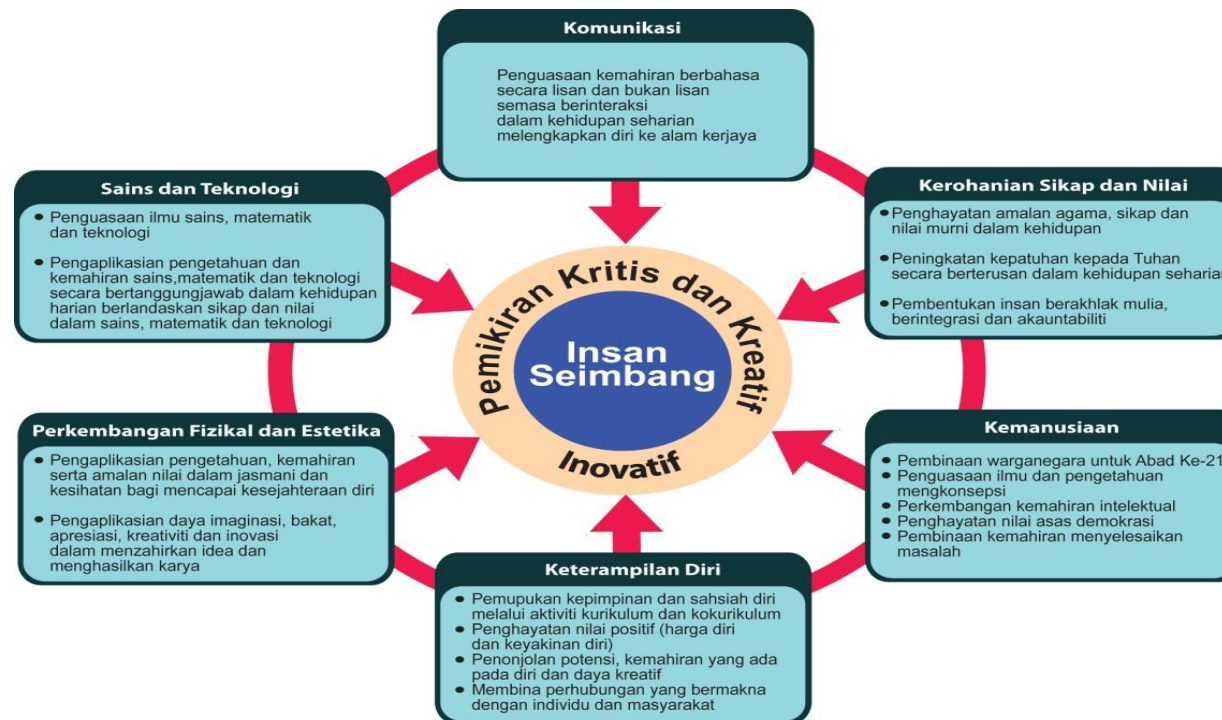 Komunikasi
Penguasaan kemahiran berbahasa
secara lisan dan bukan lisan
semasa berinteraksi
dalam kehidupan seharian
melengkapkan diri ke alam kerjaya
Sains dan Teknologi
• Penguasaan ilmu sains, matematik
dan teknologi
• Pengaplikasian pengetahuan dan
kemahiran sains,matematik dan teknologi
secara bertanggungjawab dalam kehidupan
harian berlandaskan sikap dan nilai
dalam sains, matematik dan teknologi
Kerohanian Sikap dan Nilai
• Penghayatan amalan agama, sikap dan
nilai murni dalam kehidupan
• Peningkatan kepatuhan kepada Tuhan
secara berterusan dalam kehidupan seharian
• Pembentukan insan berakhlak mulia,
berintegrasi dan akauntabiliti
Pemikiran Kritis dan Kreatif
Insan
Seimbang
Inovatif
Perkembangan Fizikal dan Estetika
• Pengaplikasian pengetahuan, kemahiran
serta amalan nilai dalam jasmani dan
kesihatan bagi mencapai kesejahteraan diri
• Pengaplikasian daya imaginasi, bakat,
apresiasi, kreativiti dan inovasi
dalam menzahirkan idea dan
menghasilkan karya
Kemanusiaan
• Pembinaan warganegara untuk Abad Ke-21
• Penguasaan ilmu dan pengetahuan
mengkonsepsi
• Perkembangan kemahiran intelektual
• Penghayatan nilai asas demokrasi
• Pembinaan kemahiran menyelesaikan
masalah
Keterampilan Diri
• Pemupukan kepimpinan dan sahsiah diri
melalui aktiviti kurikulum dan kokurikulum
• Penghayatan nilai positif (harga diri
dan keyakinan diri)
• Penonjolan potensi, kemahiran yang ada
pada diri dan daya kreatif
• Membina perhubungan yang bermakna
dengan individu dan masyarakat